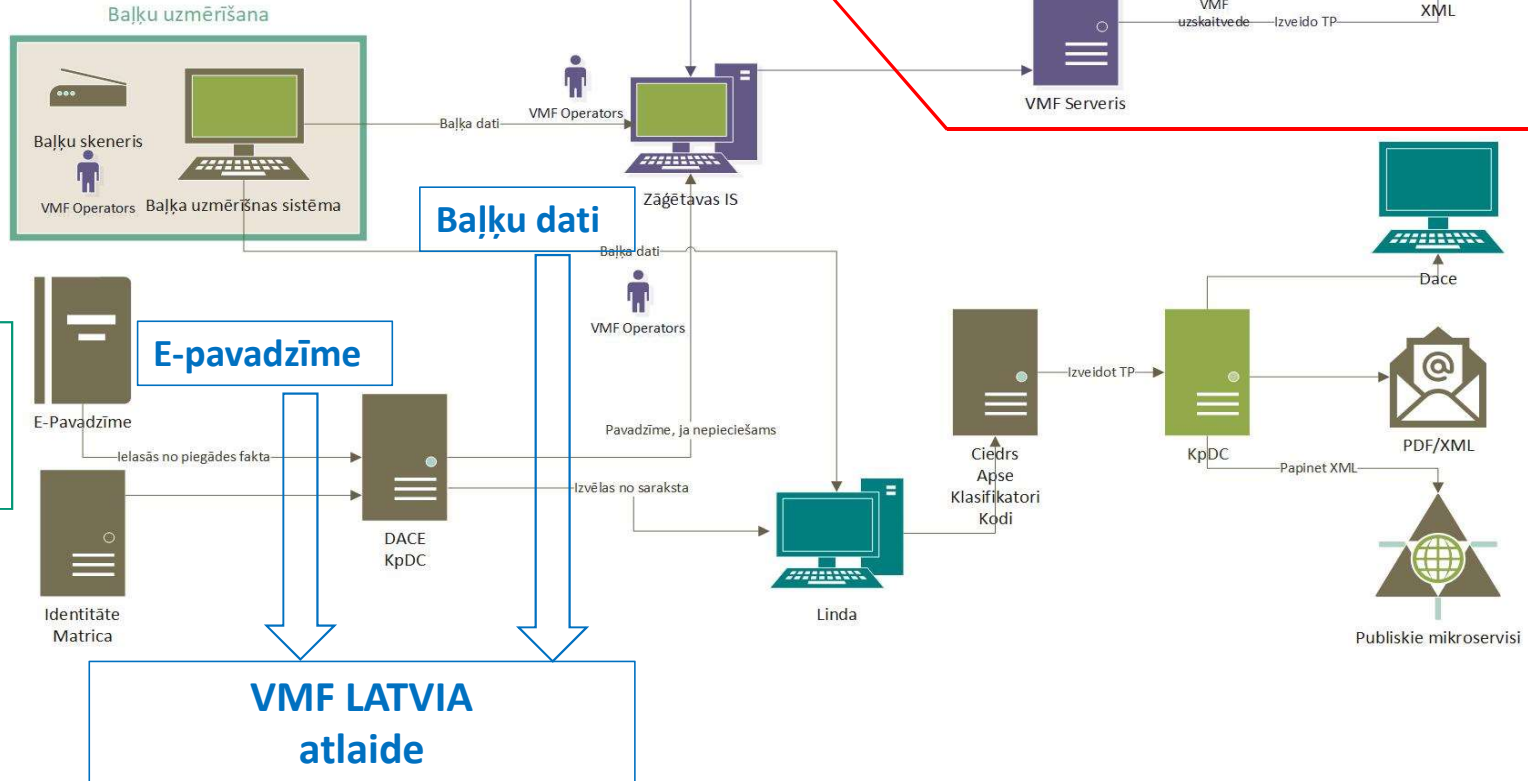 Baļķu uzmērīšana
VMF
uzskaitvede
Izveido TP
XML
VMF Serveris
Baļķu skeneris
VMF Operators
Baļķa uzmērīšnas sistēma
Baļķa dati
VMF Operators
Zāģētavas IS
Baļķu dati
Baļķa dati
VMF Operators
Dace
E-Pavadzīme
E-pavadzīme
Ielasās no piegādes fakta
Pavadzīme, ja nepieciešams
Izvēlas no saraksta
Identitāte
Matrica
DACE
KpDC
Linda
Ciedrs
Apse
Klasifikatori
Kodi
Izveidot TP
KpDC
@
PDF/XML
Papinet XML
Publiskie mikroservisi
VMF LATVIA
atlaide